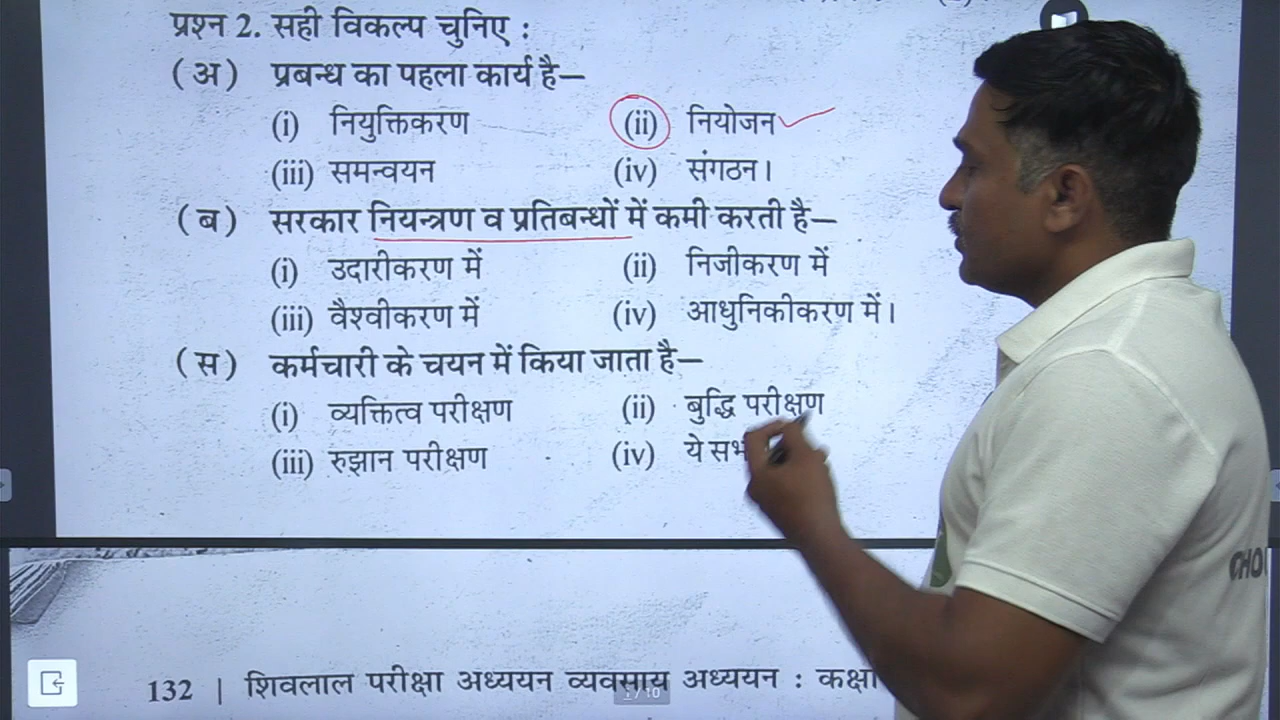 प्रश्न 2. सही विकल्प चुनिए :
(अ) प्रबन्ध का पहला कार्य है—
(i) नियुक्तिकरण (ii) नियोजन
(iii) समन्वयन (iv) संगठन।
(ब) सरकार नियन्त्रण व प्रतिबन्धों में कमी करती है—
(i) उदारीकरण में (ii) निजीकरण में
(iii) वैश्वीकरण में (iv) आधुनिकीकरण में।
(स) कर्मचारी के चयन में किया जाता है—
(i) व्यक्तित्व परीक्षण (ii) बुद्धि परीक्षण
(iii) रुझान परीक्षण (iv) ये
132 | शिवलाल परीक्षा अध्ययन व्यवसाय अध्ययन : कक्षा